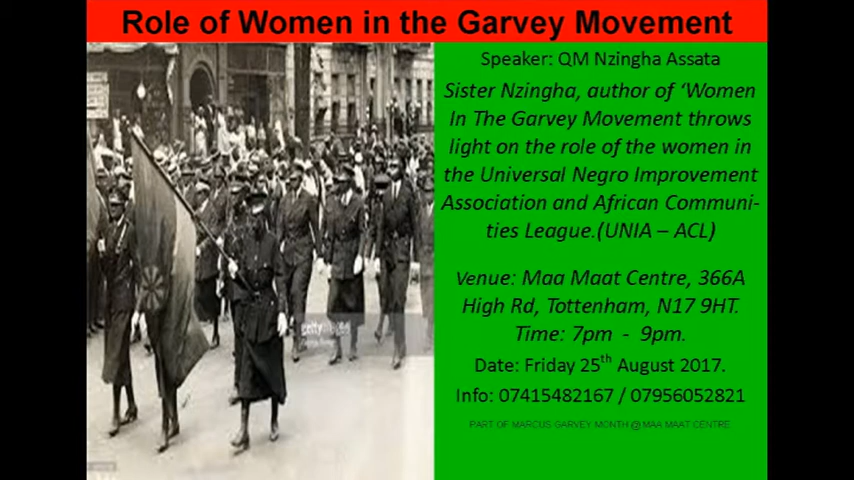 Role of Women in the Garvey Movement
Speaker: QM Nzingha Assata
Sister Nzingha, author of ‘Women
In The Garvey Movement throws
light on the role of the women in
the Universal Negro Improvement
Association and African Communi-
ties League.(UNIA – ACL)
Venue: Maa Maat Centre, 366A
High Rd, Tottenham, N17 9HT.
Time: 7pm - 9pm.
Date: Friday 25th August 2017.
Info: 07415482167 / 07956052821
PART OF MARCUS GARVEY MONTH @ MAA MAAT CENTRE
gettyimages